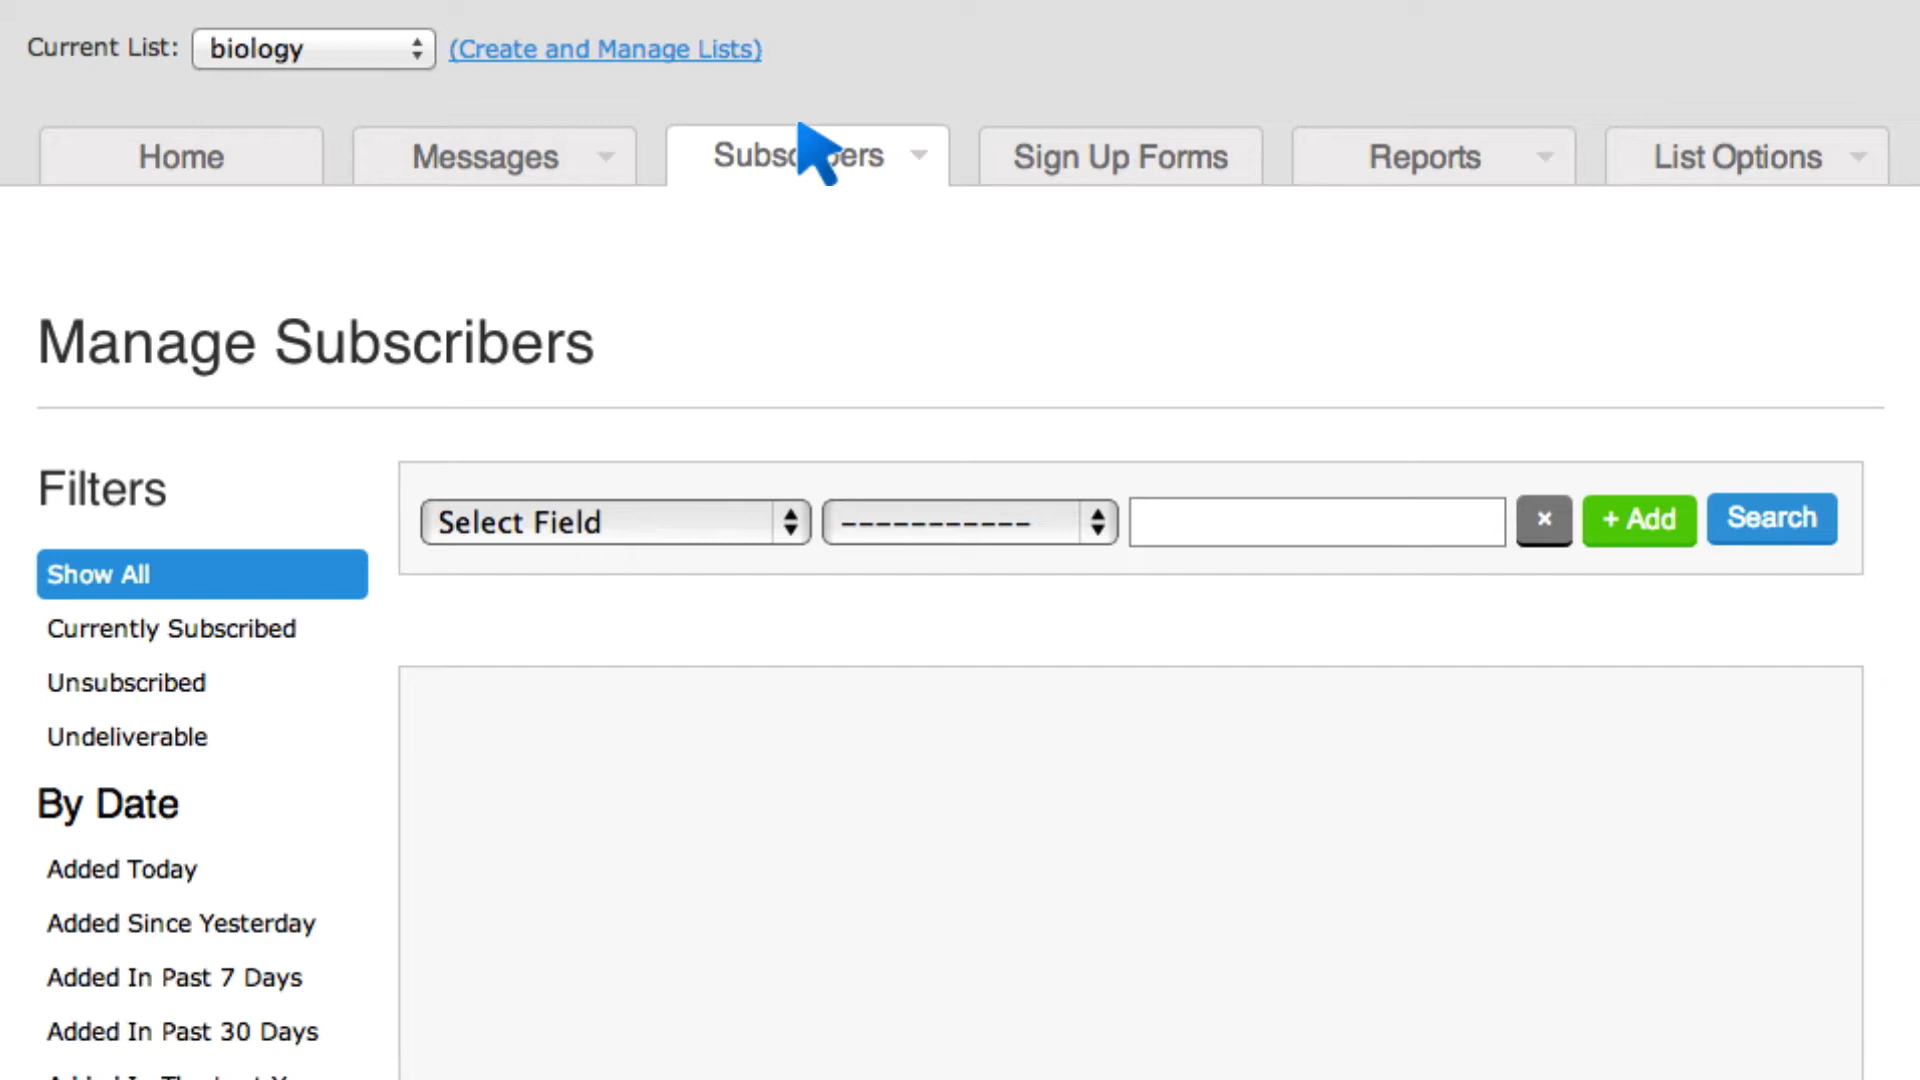 Current List: biology (Create and Manage Lists)
Home Messages Sign Up Forms Reports List Options
Manage Subscribers
Filters
Select Field ----------- × + Add Search
Show All
Currently Subscribed
Unsubscribed
Undeliverable
By Date
Added Today
Added Since Yesterday
Added In Past 7 Days
Added In Past 30 Days